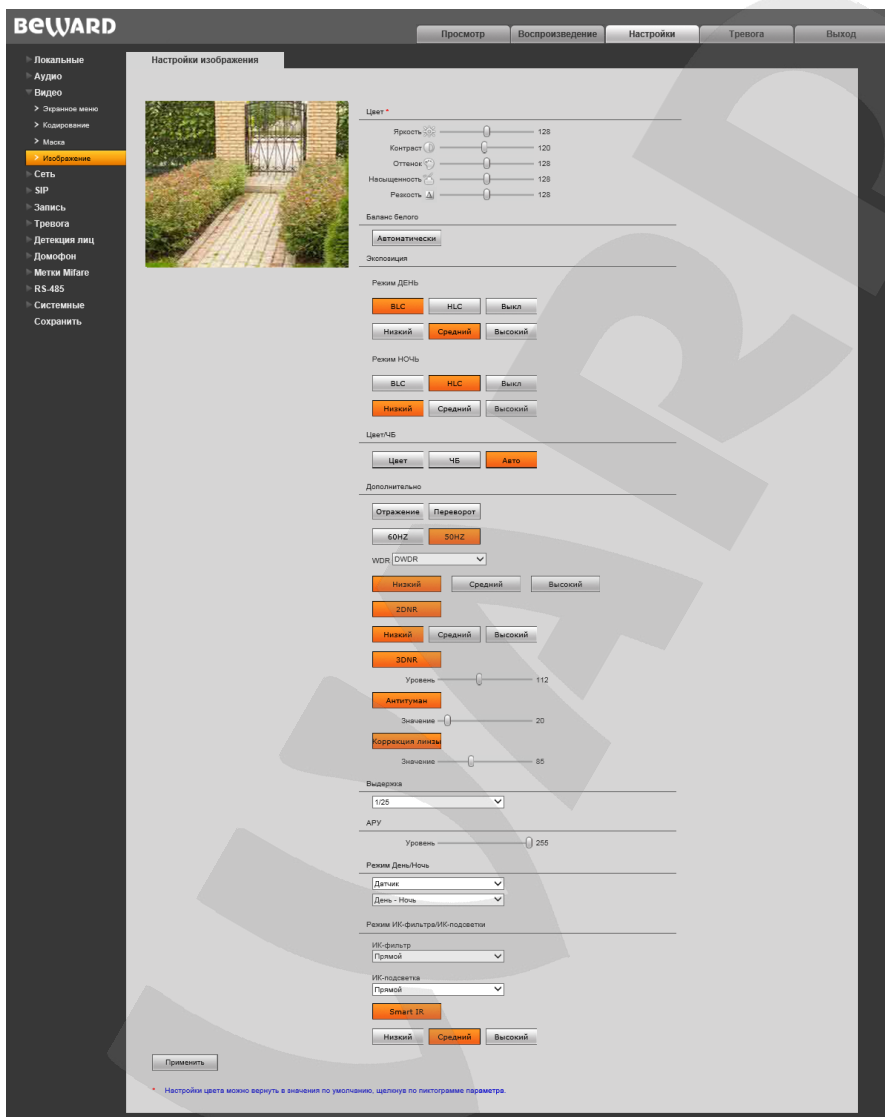 BEWARD
Просмотр Воспроизведение Настройки Тревога Выход
Локальные
Аудио
Видео
Экранное меню
Кодирование
Маска
Изображение
Сеть
SIP
Запись
Тревога
Детекция лиц
Домофон
Метки Mifare
RS-485
Системные
Сохранить
Настройки изображения
Цвет *
Яркость 128
Контраст 120
Оттенок 128
Насыщенность 128
Резкость 128
Баланс белого
Автоматически
Экспозиция
Режим ДЕНЬ
BLC HLC Выкл
Низкий Средний Высокий
Режим НОЧЬ
BLC HLC Выкл
Низкий Средний Высокий
Цвет/ЧБ
Цвет ЧБ Авто
Дополнительно
Отражение Переворот
60HZ 50HZ
WDR DWDR
Низкий Средний Высокий
2DNR
Низкий Средний Высокий
3DNR
Уровень 112
Антитуман
Значение 20
Коррекция линзы
Значение 85
Выдержка
1/25
АРУ
Уровень 255
Режим День/Ночь
Датчик
День - Ночь
Режим ИК-фильтра/ИК-подсветки
ИК-фильтр
Прямой
ИК-подсветка
Прямой
Smart IR
Низкий Средний Высокий
Применить
* Настройки цвета можно вернуть в значения по умолчанию, щелкнув по пиктограмме параметра.